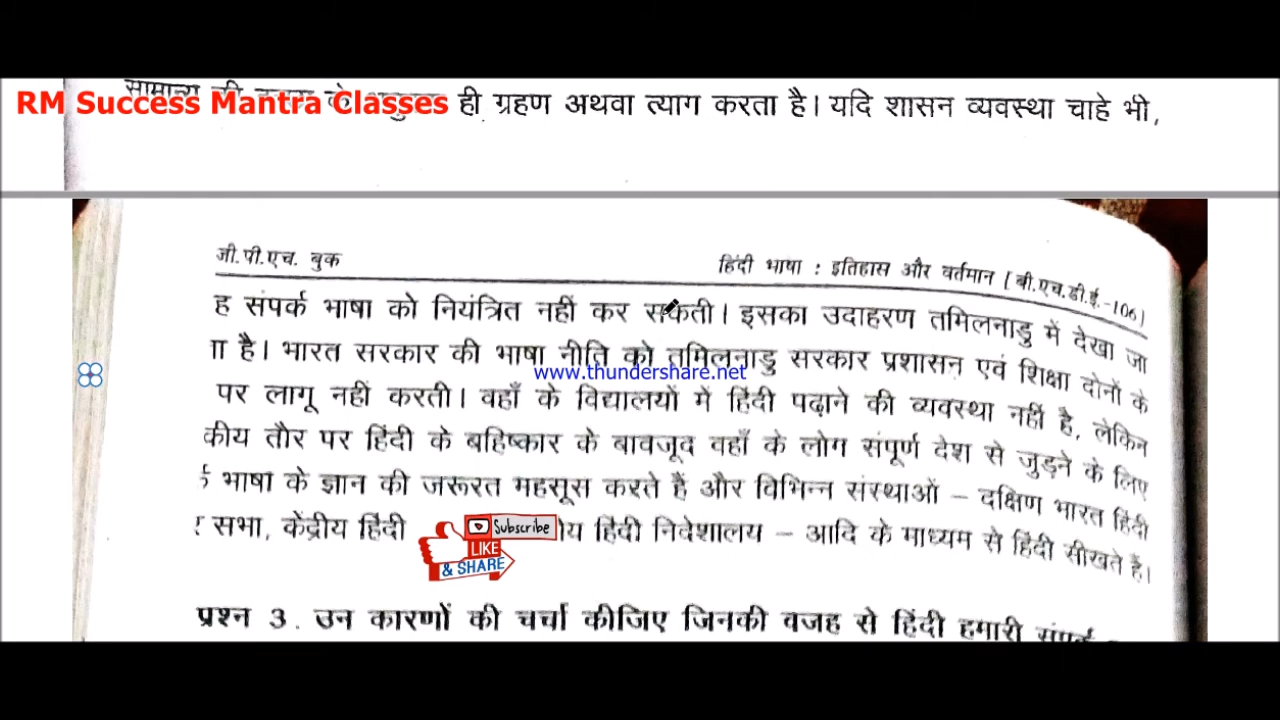 सामान्य
RM Success Mantra Classes ही ग्रहण अथवा त्याग करता है। यदि शासन व्यवस्था चाहे भी,
जी.पी.एच. बुक हिंदी भाषा : इतिहास और वर्तमान [बी.एच.डी.ई.-106]
ह संपर्क भाषा को नियंत्रित नहीं कर सकती। इसका उदाहरण तमिलनाडु में देखा जा
ा है। भारत सरकार की भाषा नीति को तमिलनाडु सरकार प्रशासन एवं शिक्षा दोनों के
www.thundershare.net
पर लागू नहीं करती। वहाँ के विद्यालयों में हिंदी पढ़ाने की व्यवस्था नहीं है, लेकिन
कीय तौर पर हिंदी के बहिष्कार के बावजूद वहाँ के लोग संपूर्ण देश से जुड़ने के लिए
भाषा के ज्ञान की जरूरत महसूस करते हैं और विभिन्न संस्थाओं – दक्षिण भारत हिंदी
सभा, केंद्रीय हिंदी Subscribe ीय हिंदी निदेशालय – आदि के माध्यम से हिंदी सीखते हैं।
LIKE
& SHARE
प्रश्न 3. उन कारणों की चर्चा कीजिए जिनकी वजह से हिंदी हमारी संपर्क